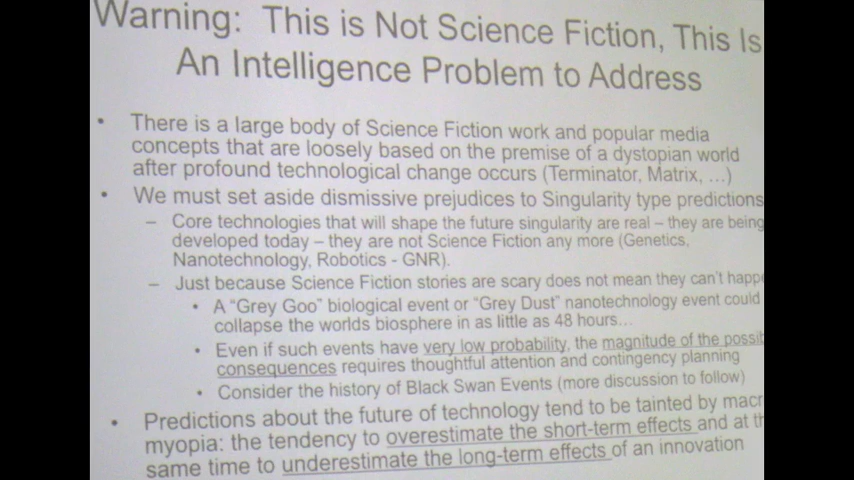 Warning: This is Not Science Fiction, This Is
An Intelligence Problem to Address
• There is a large body of Science Fiction work and popular media
concepts that are loosely based on the premise of a dystopian world
after profound technological change occurs (Terminator, Matrix, …)
• We must set aside dismissive prejudices to Singularity type predictions
– Core technologies that will shape the future singularity are real – they are being
developed today – they are not Science Fiction any more (Genetics,
Nanotechnology, Robotics - GNR).
– Just because Science Fiction stories are scary does not mean they can't happe
• A “Grey Goo” biological event or “Grey Dust” nanotechnology event could
collapse the worlds biosphere in as little as 48 hours…
• Even if such events have very low probability, the magnitude of the possib
consequences requires thoughtful attention and contingency planning
• Consider the history of Black Swan Events (more discussion to follow)
• Predictions about the future of technology tend to be tainted by macr
myopia: the tendency to overestimate the short-term effects and at th
same time to underestimate the long-term effects of an innovation